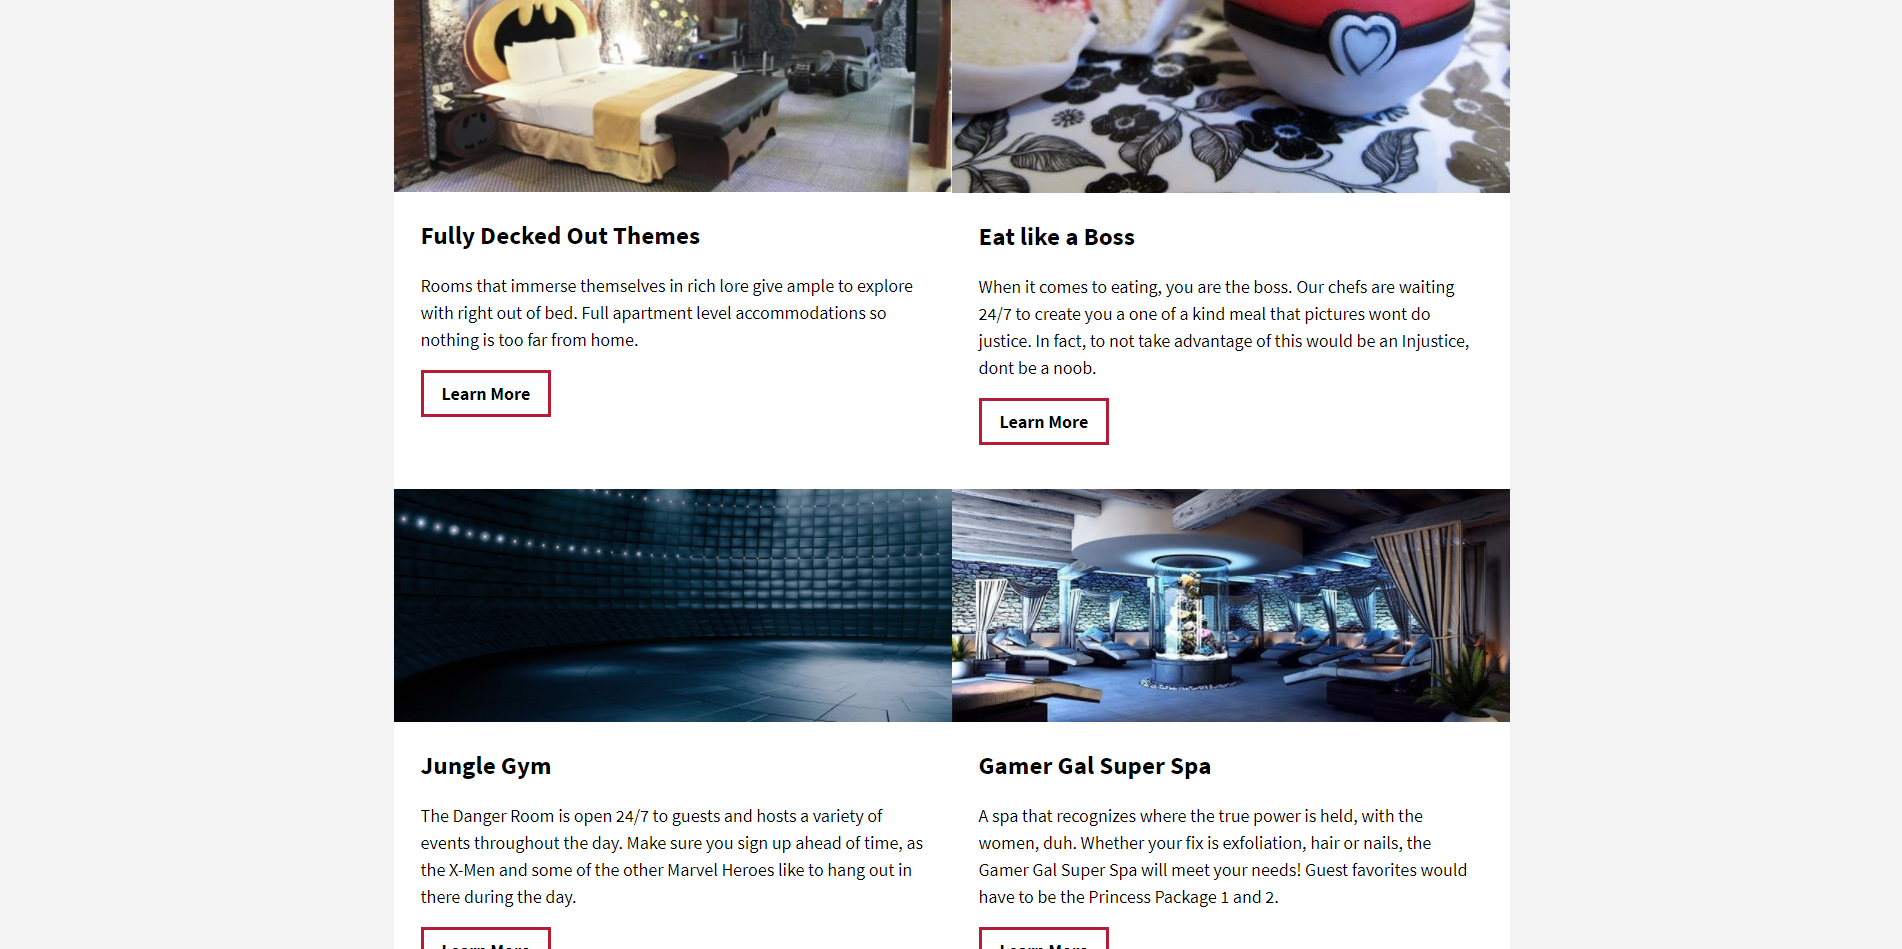 Fully Decked Out Themes
Rooms that immerse themselves in rich lore give ample to explore
with right out of bed. Full apartment level accommodations so
nothing is too far from home.
Learn More
Eat like a Boss
When it comes to eating, you are the boss. Our chefs are waiting
24/7 to create you a one of a kind meal that pictures wont do
justice. In fact, to not take advantage of this would be an Injustice,
dont be a noob.
Learn More
Jungle Gym
The Danger Room is open 24/7 to guests and hosts a variety of
events throughout the day. Make sure you sign up ahead of time, as
the X-Men and some of the other Marvel Heroes like to hang out in
there during the day.
Learn More
Gamer Gal Super Spa
A spa that recognizes where the true power is held, with the
women, duh. Whether your fix is exfoliation, hair or nails, the
Gamer Gal Super Spa will meet your needs! Guest favorites would
have to be the Princess Package 1 and 2.
Learn More